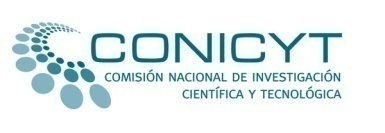 CONICYT
COMISIÓN NACIONAL DE INVESTIGACIÓN
CIENTÍFICA Y TECNOLÓGICA